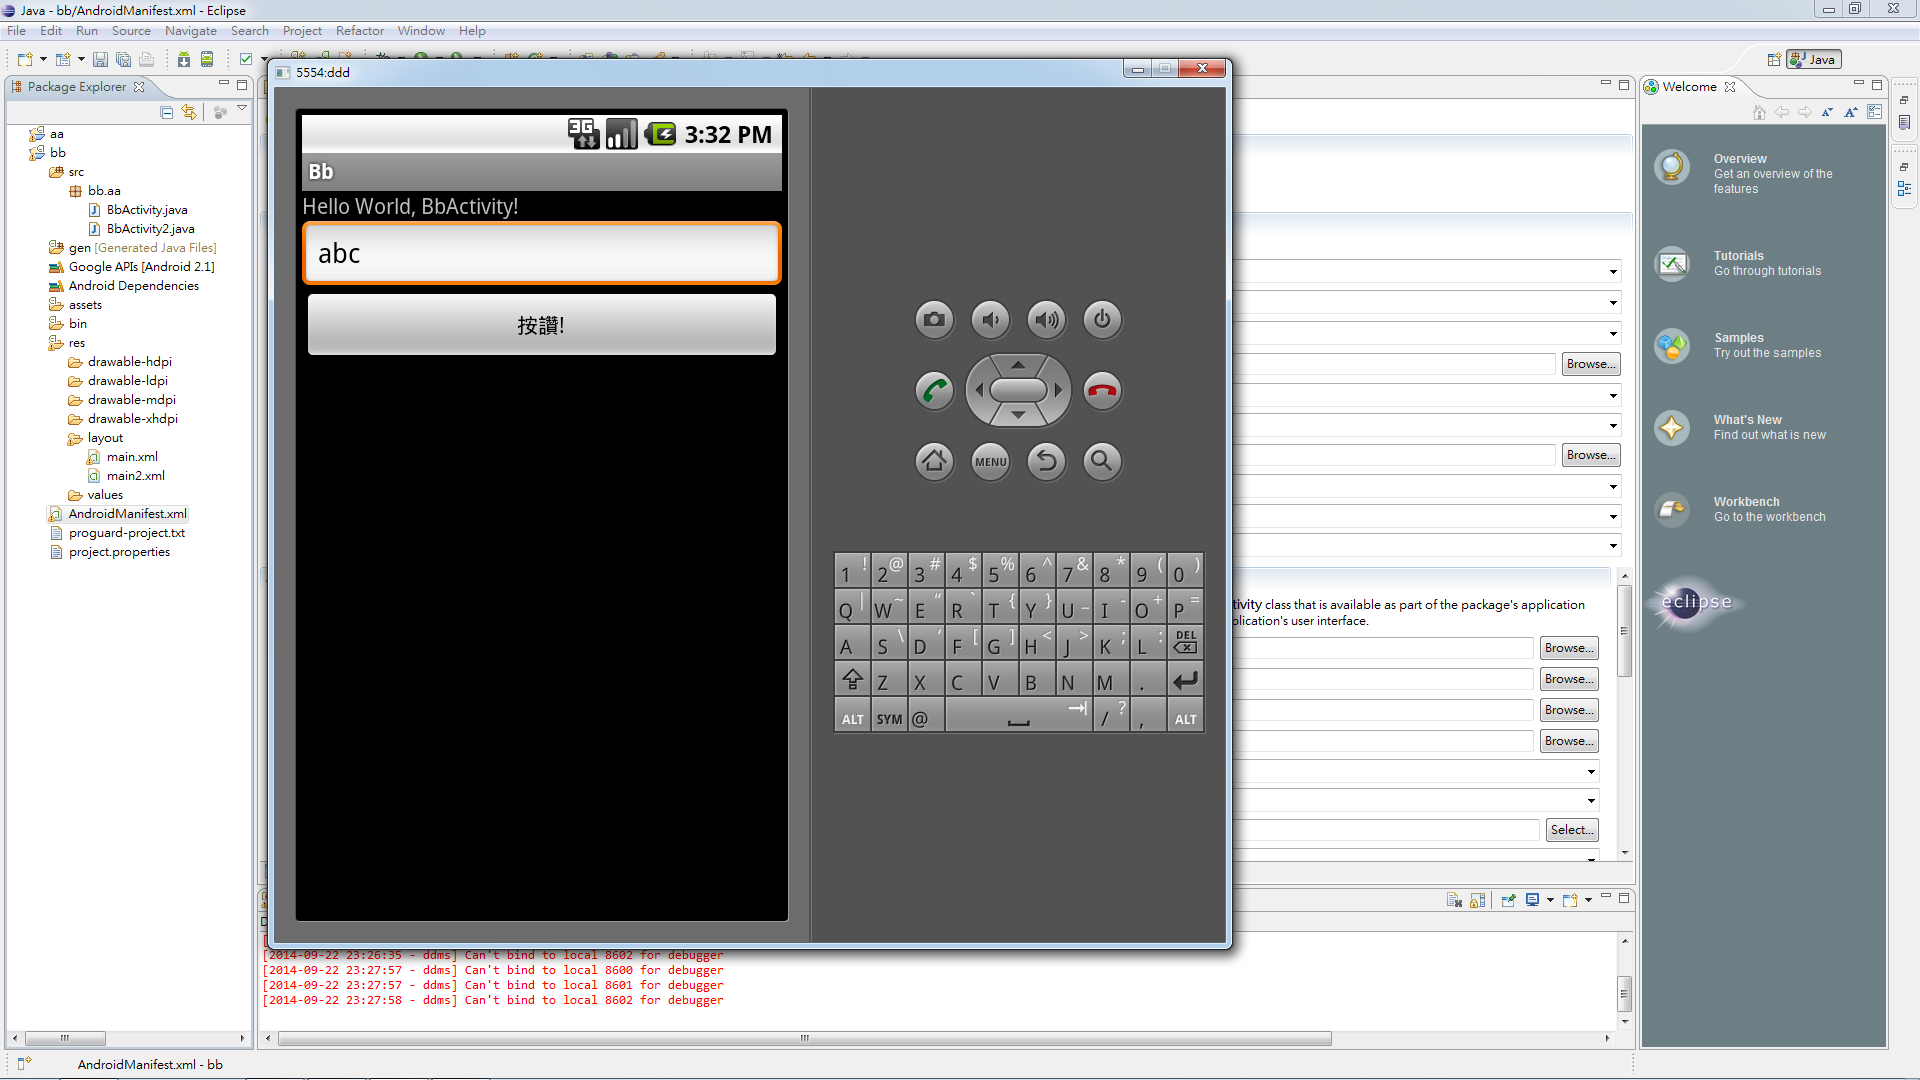 Java - bb/AndroidManifest.xml - Eclipse
File Edit Run Source Navigate Search Project Refactor Window Help
Java
Package Explorer
aa
bb
src
bb.aa
BbActivity.java
BbActivity2.java
gen [Generated Java Files]
Google APIs [Android 2.1]
Android Dependencies
assets
bin
res
drawable-hdpi
drawable-ldpi
drawable-mdpi
drawable-xhdpi
layout
main.xml
main2.xml
values
AndroidManifest.xml
proguard-project.txt
project.properties
5554:ddd
3G 3:32 PM
Bb
Hello World, BbActivity!
abc
按讚!
MENU
1 ! 2 @ 3 # 4 $ 5 % 6 ^ 7 & 8 * 9 ( 0 )
Q | W ~ E “ R ` T { Y } U _ I - O + P =
A S \ D ' F [ G ] H < J > K ; L : DEL
Z X C V B N M .
ALT SYM @ / ? , ALT
Browse...
Browse...
tivity class that is available as part of the package's application
plication's user interface.
Browse...
Browse...
Browse...
Browse...
Select...
Welcome
Overview
Get an overview of the
features
Tutorials
Go through tutorials
Samples
Try out the samples
What's New
Find out what is new
Workbench
Go to the workbench
eclipse
[2014-09-22 23:26:35 - ddms] Can't bind to local 8602 for debugger
[2014-09-22 23:27:57 - ddms] Can't bind to local 8600 for debugger
[2014-09-22 23:27:57 - ddms] Can't bind to local 8601 for debugger
[2014-09-22 23:27:58 - ddms] Can't bind to local 8602 for debugger
AndroidManifest.xml - bb